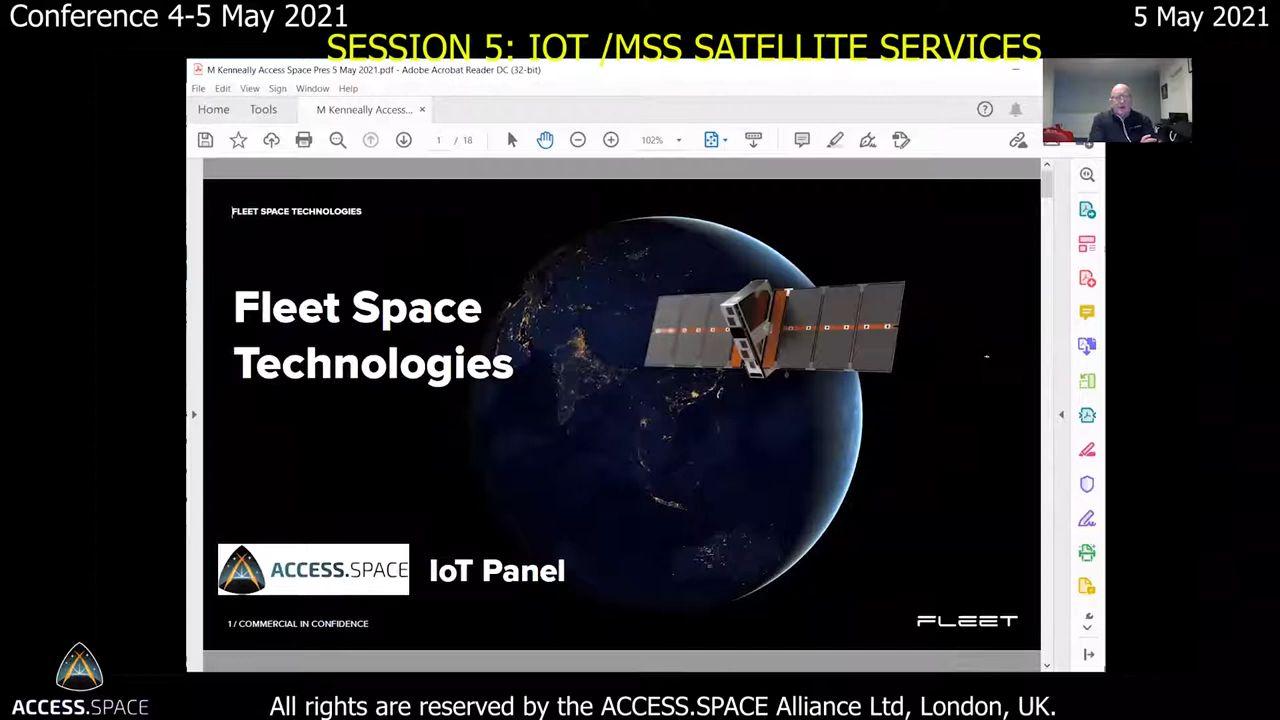 Conference 4-5 May 2021
5 May 2021
SESSION 5: IOT /MSS SATELLITE SERVICES
M Kenneally Access Space Pres 5 May 2021.pdf - Adobe Acrobat Reader DC (32-bit)
File Edit View Sign Window Help
Home Tools M Kenneally Access... ×
1 / 18 102%
FLEET SPACE TECHNOLOGIES
Fleet Space
Technologies
ACCESS.SPACE IoT Panel
1 / COMMERCIAL IN CONFIDENCE
FLEET
ACCESS.SPACE
All rights are reserved by the ACCESS.SPACE Alliance Ltd, London, UK.